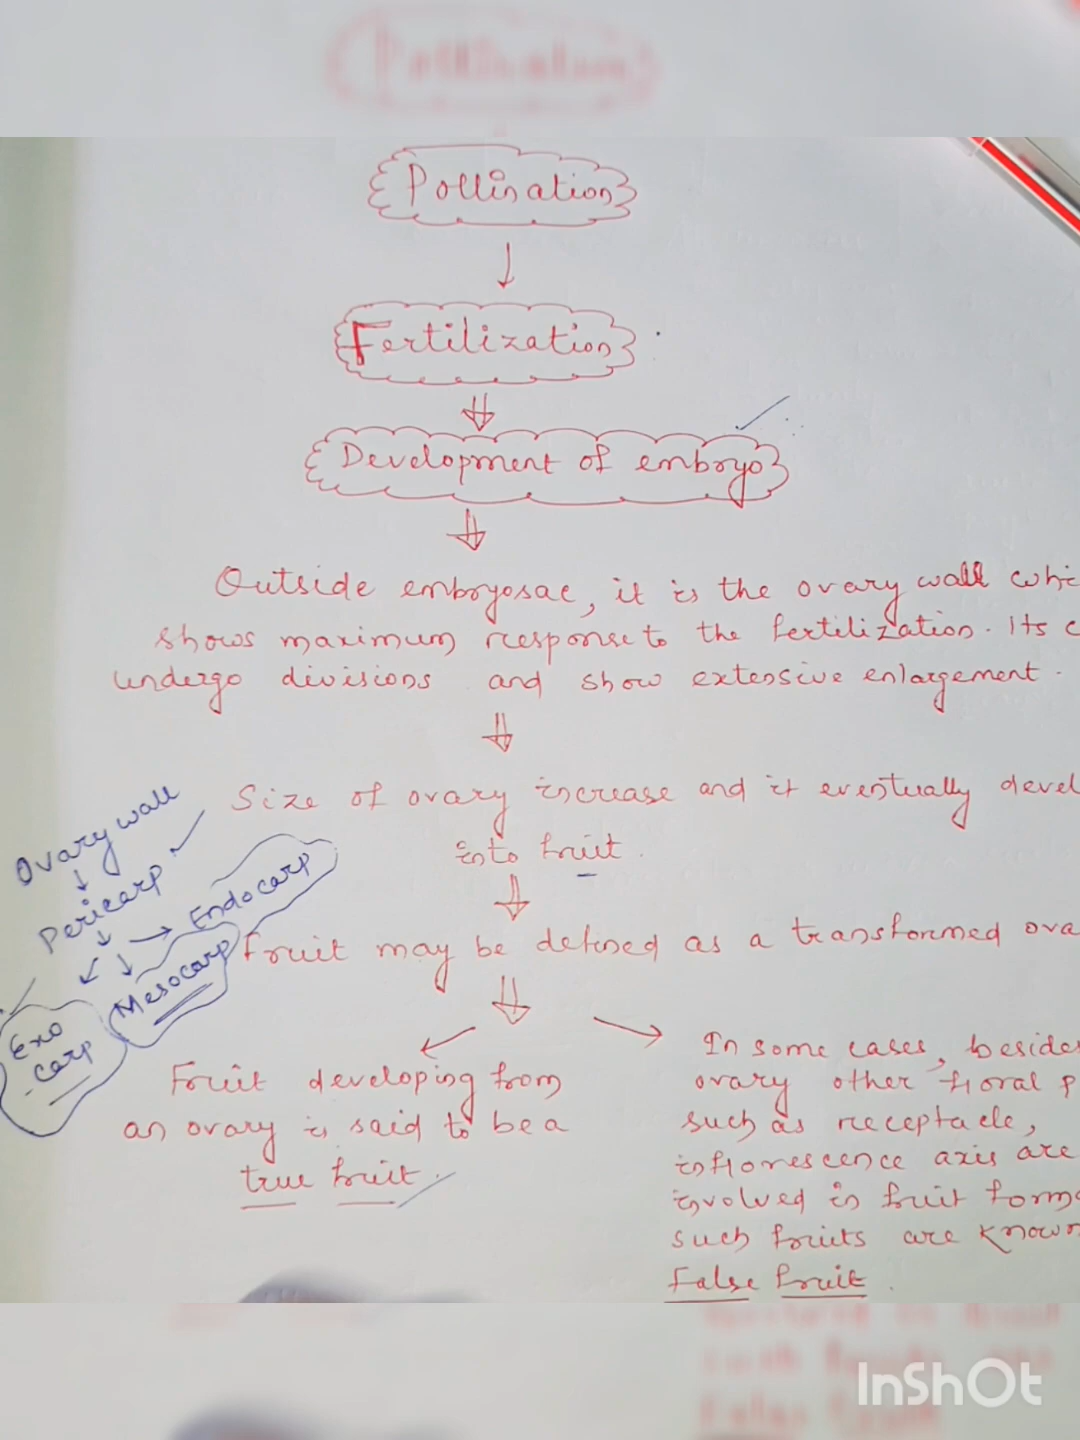 Pollination
Fertilization
Development of embryo
Outside embryosac, it is the ovary wall
shows maximum response to the fertilization. Its
undergo divisions and show extensive enlargement.
Size of ovary increase and it eventually
into fruit.
Ovary wall
Pericarp
Endocarp
Mesocarp
Exo
carp
Fruit may be defined as a transformed
Fruit developing from
an ovary is said to be a
true fruit.
In some cases,
ovary other floral
such as receptacle,
inflorescence axis are
involved in fruit
such fruits are known
False fruit.
InShOt